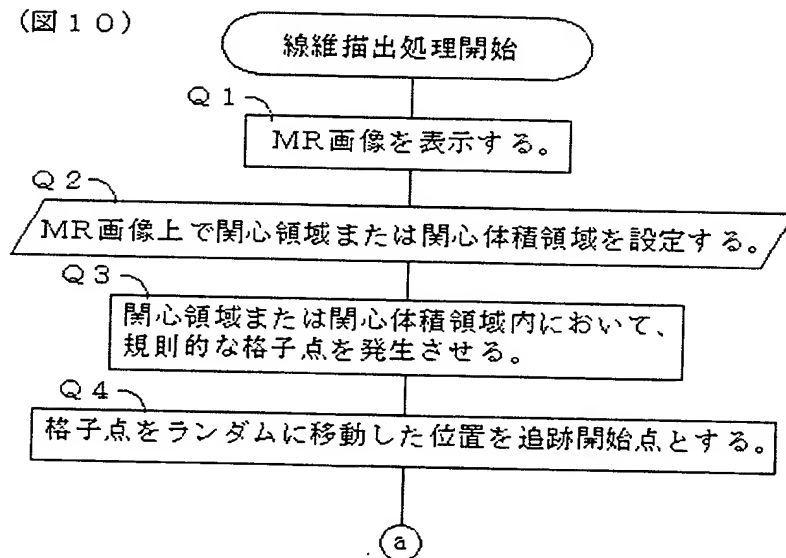 (図10)
線維描出処理開始
Q1
MR画像を表示する。
Q2
MR画像上で関心領域または関心体積領域を設定する。
Q3
関心領域または関心体積領域内において、
規則的な格子点を発生させる。
Q4
格子点をランダムに移動した位置を追跡開始点とする。
a